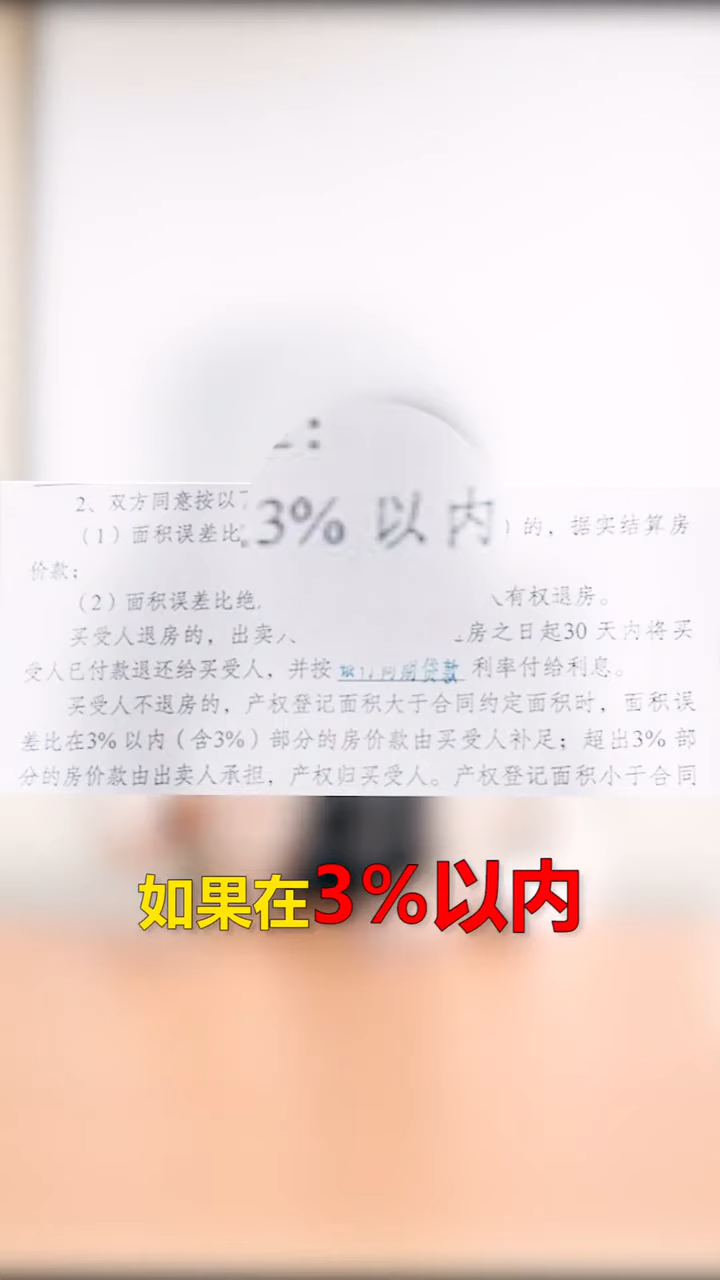 2、双方同意按以
3% 以内
(1)面积误差比 )的，据实结算房
价款；
(2)面积误差比绝 有权退房。
买受人退房的，出卖 房之日起30 天内将买
受人已付款退还给买受人，并按 利率付给利息。
买受人不退房的，产权登记面积大于合同约定面积时，面积误
差比在3% 以内（含3%）部分的房价款由买受人补足；超出3% 部
分的房价款由出卖人承担，产权归买受人。产权登记面积小于合同
如果在3%以内